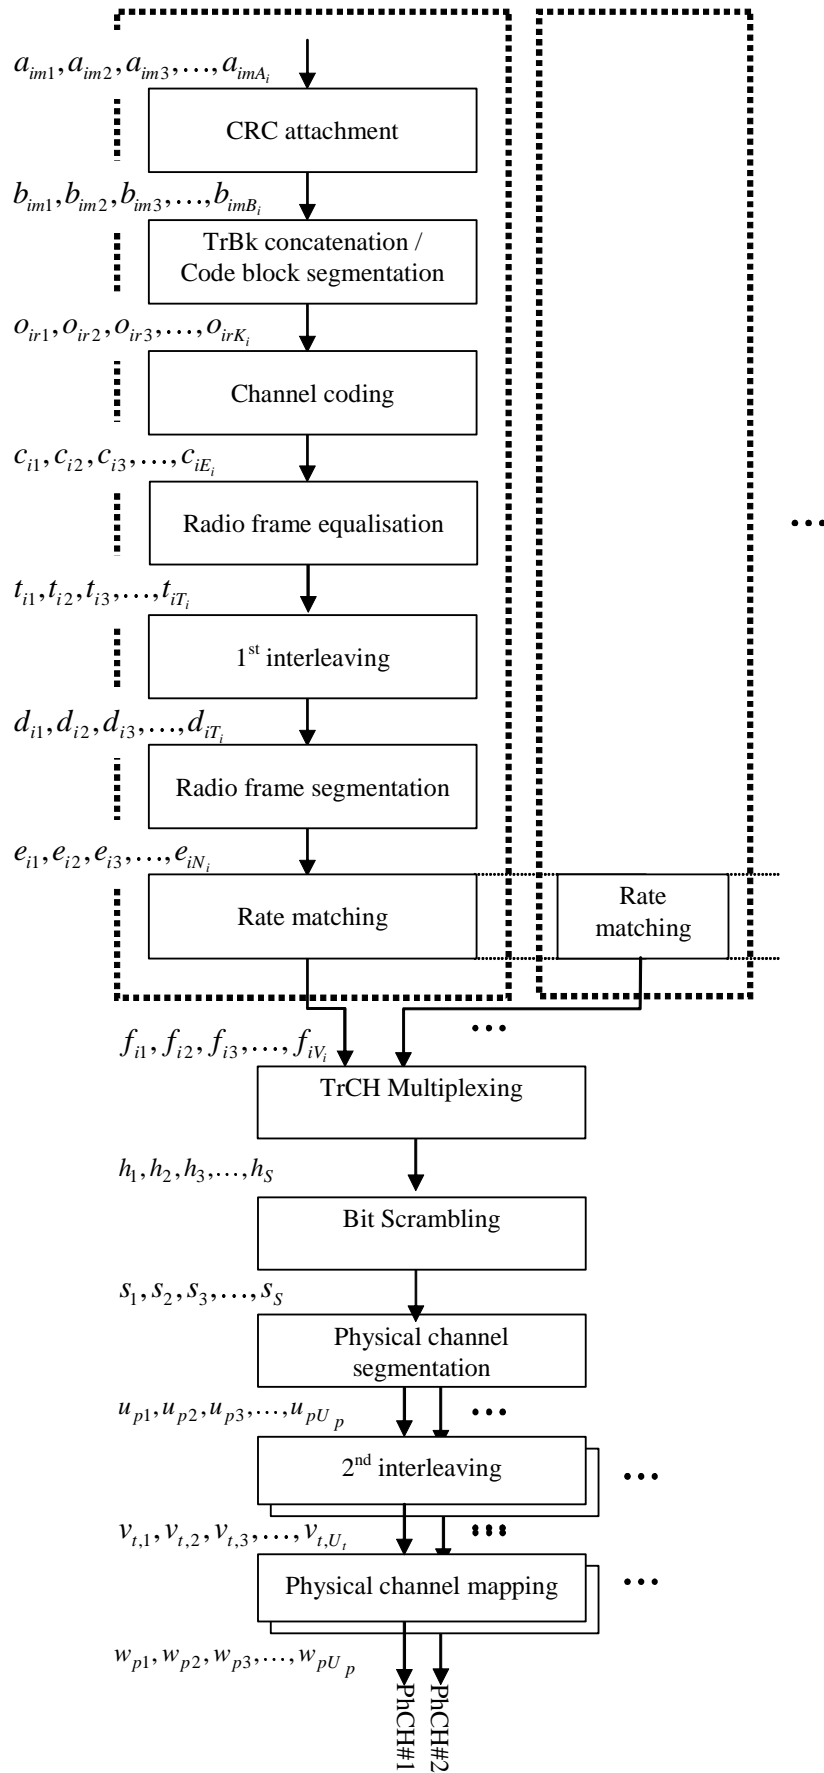 a_{im1}, a_{im2}, a_{im3}, …, a_{imA_i}
CRC attachment
b_{im1}, b_{im2}, b_{im3}, …, b_{imB_i}
TrBk concatenation /
Code block segmentation
o_{ir1}, o_{ir2}, o_{ir3}, …, o_{irK_i}
Channel coding
c_{i1}, c_{i2}, c_{i3}, …, c_{iE_i}
Radio frame equalisation
…
t_{i1}, t_{i2}, t_{i3}, …, t_{iT_i}
1^{st} interleaving
d_{i1}, d_{i2}, d_{i3}, …, d_{iT_i}
Radio frame segmentation
e_{i1}, e_{i2}, e_{i3}, …, e_{iN_i}
Rate matching
Rate
matching
…
f_{i1}, f_{i2}, f_{i3}, …, f_{iV_i}
TrCH Multiplexing
h_1, h_2, h_3, …, h_S
Bit Scrambling
s_1, s_2, s_3, …, s_S
Physical channel
segmentation
u_{p1}, u_{p2}, u_{p3}, …, u_{pU_p}
…
2^{nd} interleaving
…
v_{t,1}, v_{t,2}, v_{t,3}, …, v_{t,U_t}
…
Physical channel mapping
…
w_{p1}, w_{p2}, w_{p3}, …, w_{pU_p}
PhCH#1
PhCH#2